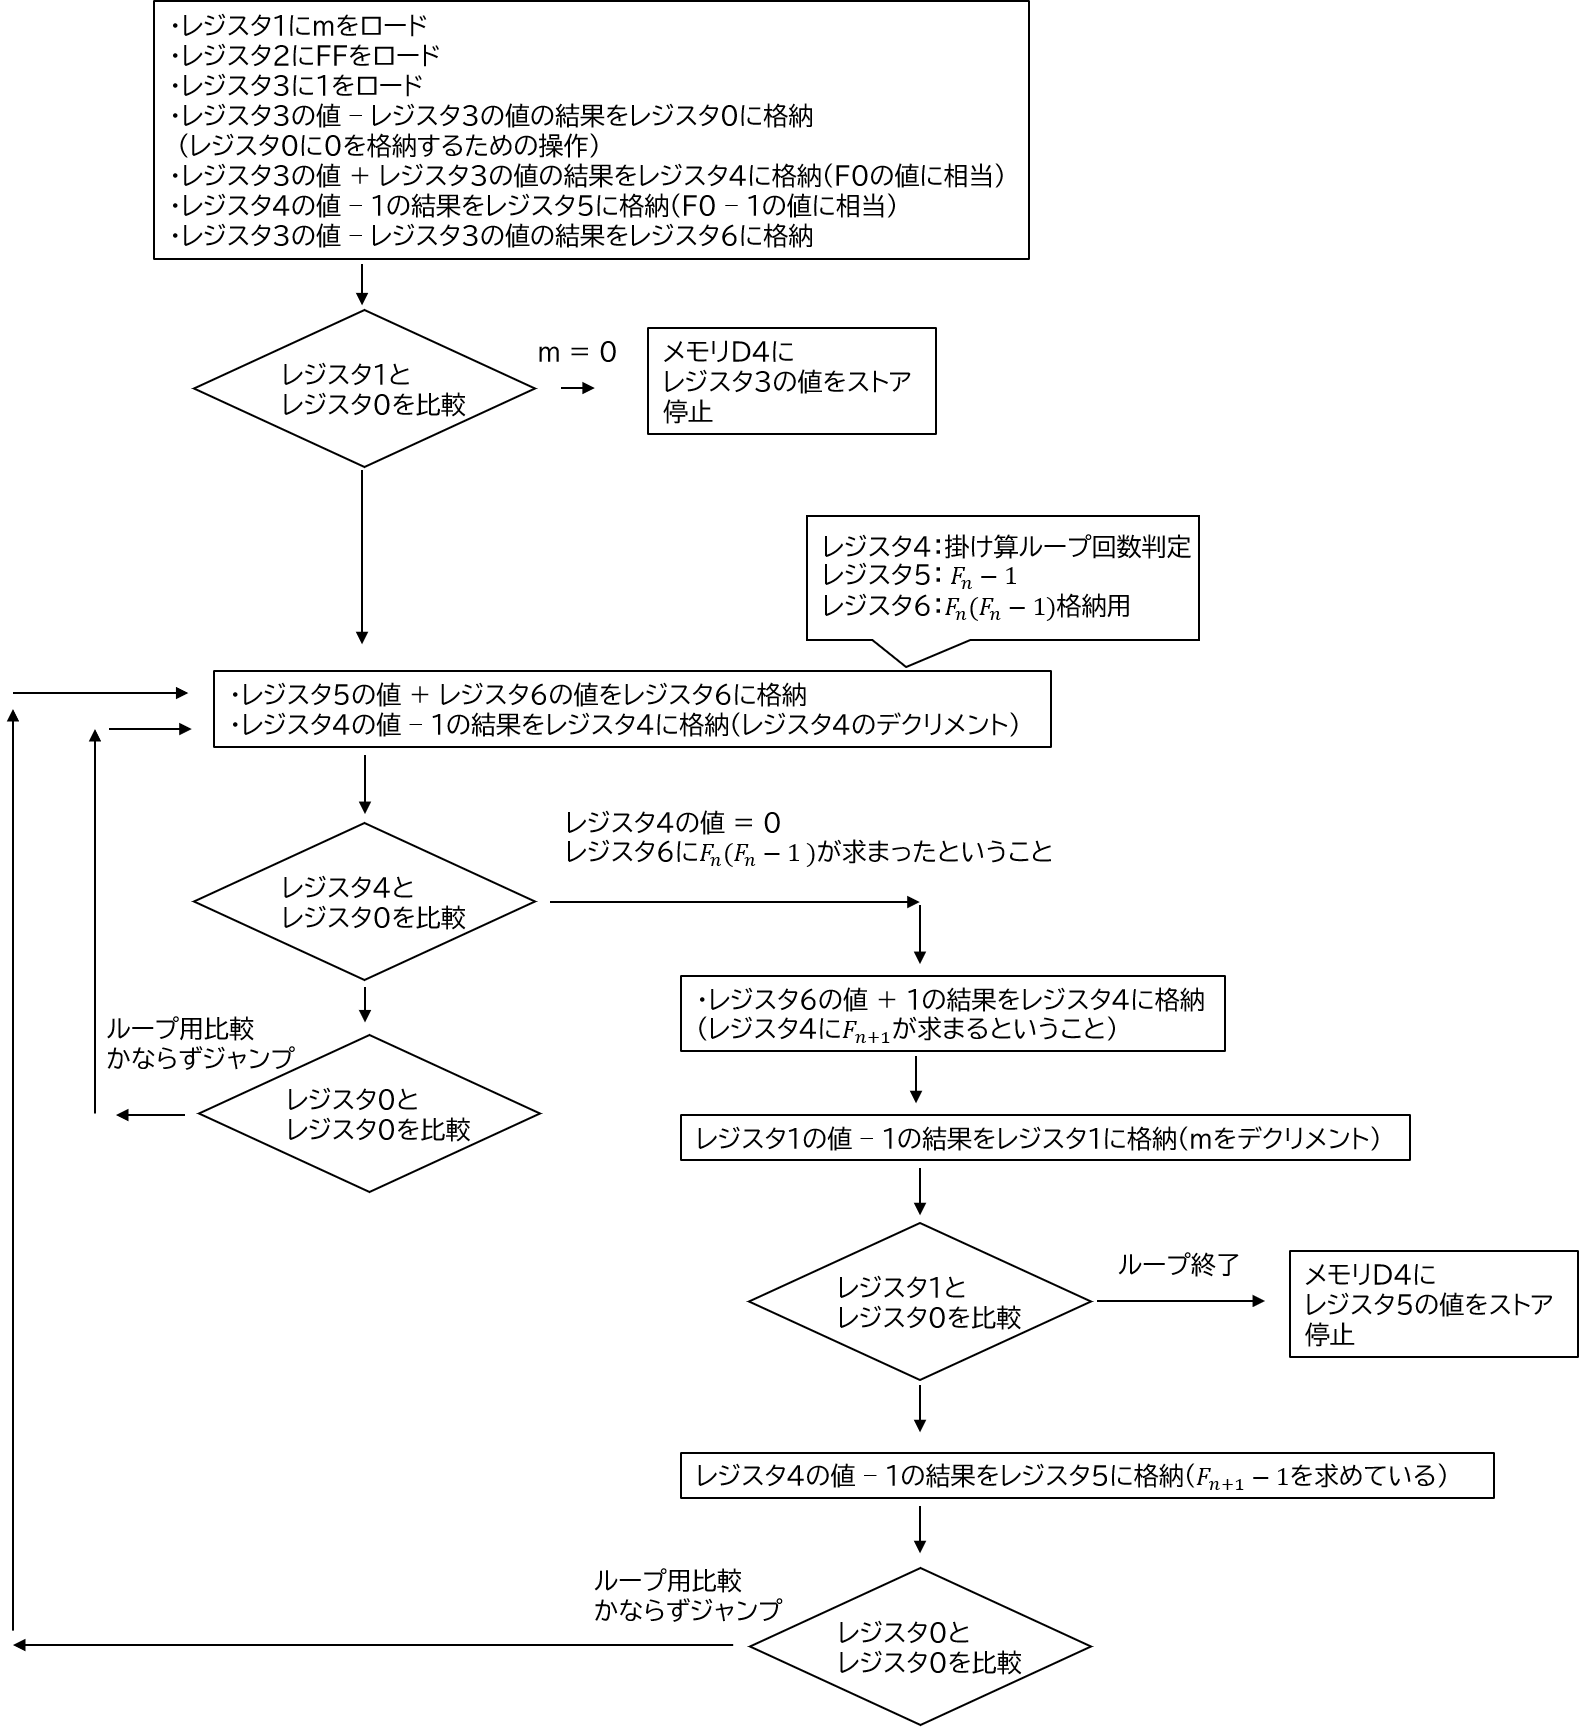 ・レジスタ1にmをロード
・レジスタ2にFFをロード
・レジスタ3に1をロード
・レジスタ3の値 － レジスタ3の値の結果をレジスタ0に格納
（レジスタ0に0を格納するための操作）
・レジスタ3の値 ＋ レジスタ3の値の結果をレジスタ4に格納（F0の値に相当）
・レジスタ4の値 － 1の結果をレジスタ5に格納（F0 － 1の値に相当）
・レジスタ3の値 － レジスタ3の値の結果をレジスタ6に格納
レジスタ1と
レジスタ0を比較
m = 0
メモリD4に
レジスタ3の値をストア
停止
レジスタ4：掛け算ループ回数判定
レジスタ5： Fn − 1
レジスタ6：Fn(Fn − 1)格納用
・レジスタ5の値 ＋ レジスタ6の値をレジスタ6に格納
・レジスタ4の値 － 1の結果をレジスタ4に格納（レジスタ4のデクリメント）
レジスタ4の値 = 0
レジスタ6にFn(Fn − 1 )が求まったということ
レジスタ4と
レジスタ0を比較
・レジスタ6の値 ＋ 1の結果をレジスタ4に格納
（レジスタ4にFn+1が求まるということ）
ループ用比較
かならずジャンプ
レジスタ0と
レジスタ0を比較
レジスタ1の値 － 1の結果をレジスタ1に格納（mをデクリメント）
レジスタ1と
レジスタ0を比較
ループ終了
メモリD4に
レジスタ5の値をストア
停止
レジスタ4の値 － 1の結果をレジスタ5に格納（Fn+1 − 1を求めている）
ループ用比較
かならずジャンプ
レジスタ0と
レジスタ0を比較